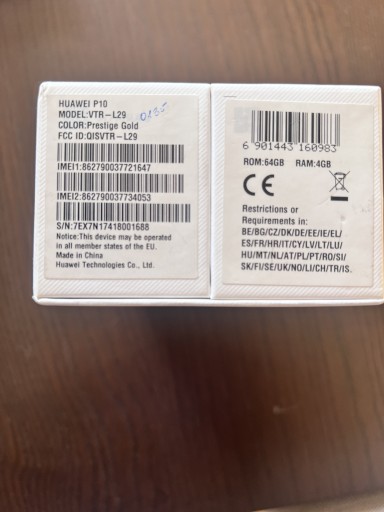 HUAWEI P10
MODEL:VTR-L29
COLOR:Prestige Gold
FCC ID:QISVTR-L29
IMEI1:862790037721647
IMEI2:862790037734053
S/N:7EX7N17418001688
Notice:This device may be operated
in all member states of the EU.
Made in China
Huawei Technologies Co., Ltd.
6 901443 160983
ROM:64GB RAM:4GB
CE
Restrictions or
Requirements in:
BE/BG/CZ/DK/DE/EE/IE/EL/
ES/FR/HR/IT/CY/LV/LT/LU/
HU/MT/NL/AT/PL/PT/RO/SI/
SK/FI/SE/UK/NO/LI/CH/TR/IS.